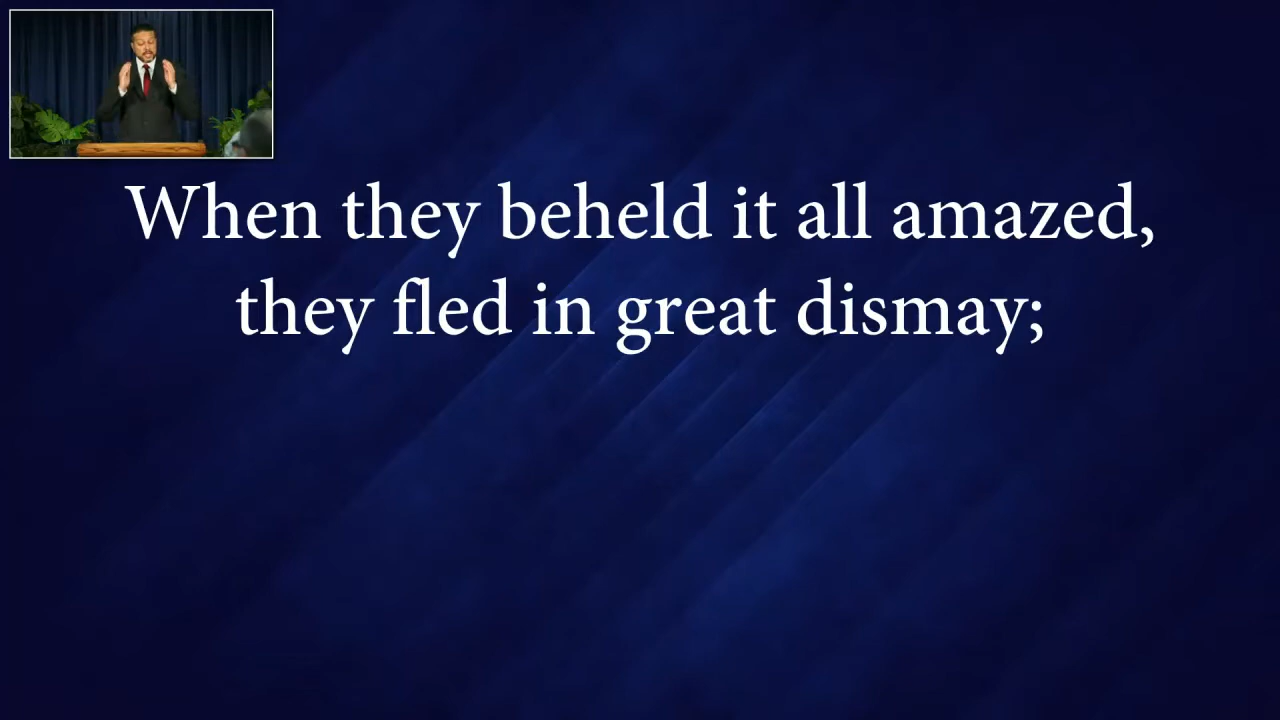 When they beheld it all amazed,
they fled in great dismay;